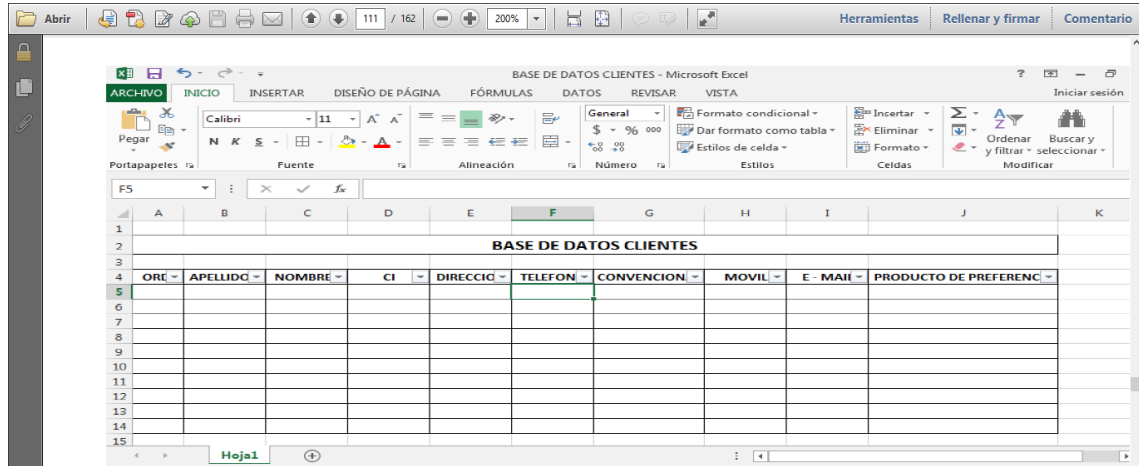 Abrir 111 / 162 200% Herramientas Rellenar y firmar Comentario
BASE DE DATOS CLIENTES - Microsoft Excel ?
ARCHIVO INICIO INSERTAR DISEÑO DE PÁGINA FÓRMULAS DATOS REVISAR VISTA Iniciar sesión
Calibri 11 General Formato condicional Insertar
Pegar N K S $ % 000 Dar formato como tabla Eliminar Ordenar Buscar y
Estilos de celda Formato y filtrar seleccionar
Portapapeles Fuente Alineación Número Estilos Celdas Modificar
F5 fx
A B C D E F G H I J K
1
2 BASE DE DATOS CLIENTES
3
4 ORD APELLIDO NOMBRE CI DIRECCIO TELEFON CONVENCION MOVIL E - MAIL PRODUCTO DE PREFERENC
5
6
7
8
9
10
11
12
13
14
15
Hoja1